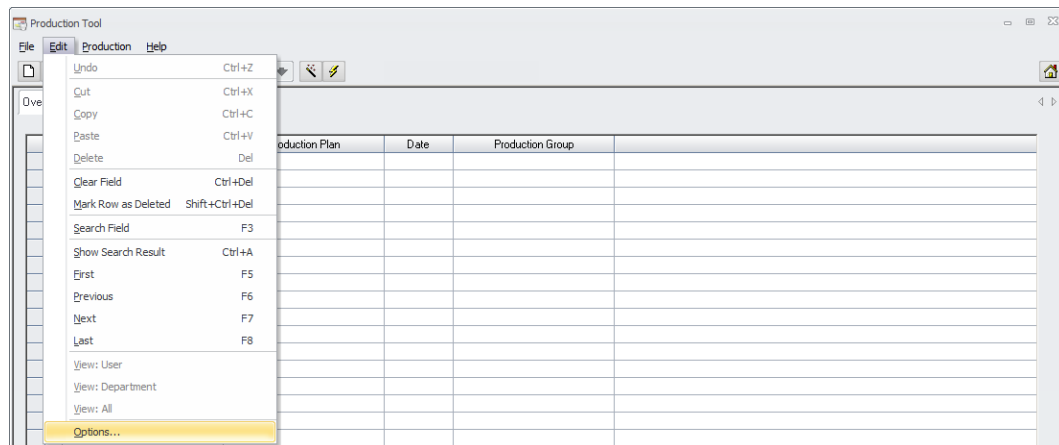 Production Tool
File Edit Production Help
Undo Ctrl+Z
Cut Ctrl+X
Copy Ctrl+C
Paste Ctrl+V
Delete Del
Clear Field Ctrl+Del
Mark Row as Deleted Shift+Ctrl+Del
Search Field F3
Show Search Result Ctrl+A
First F5
Previous F6
Next F7
Last F8
View: User
View: Department
View: All
Options...
Ove
oduction Plan Date Production Group